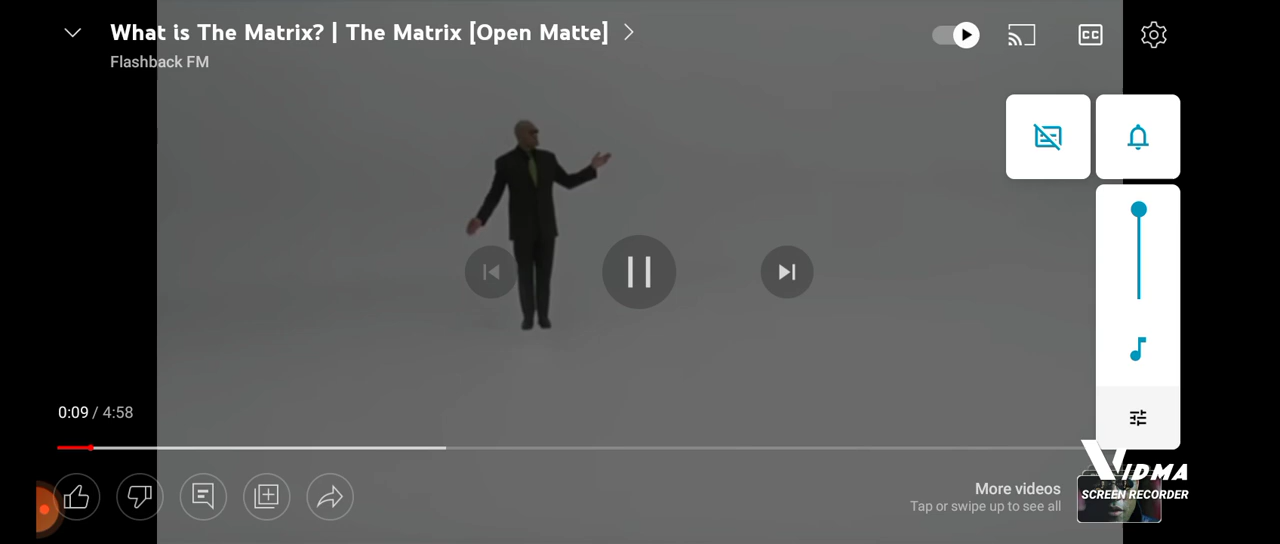 What is The Matrix? | The Matrix [Open Matte]
Flashback FM
CC
0:09 / 4:58
More videos
Tap or swipe up to see all
VIDMA
SCREEN RECORDER